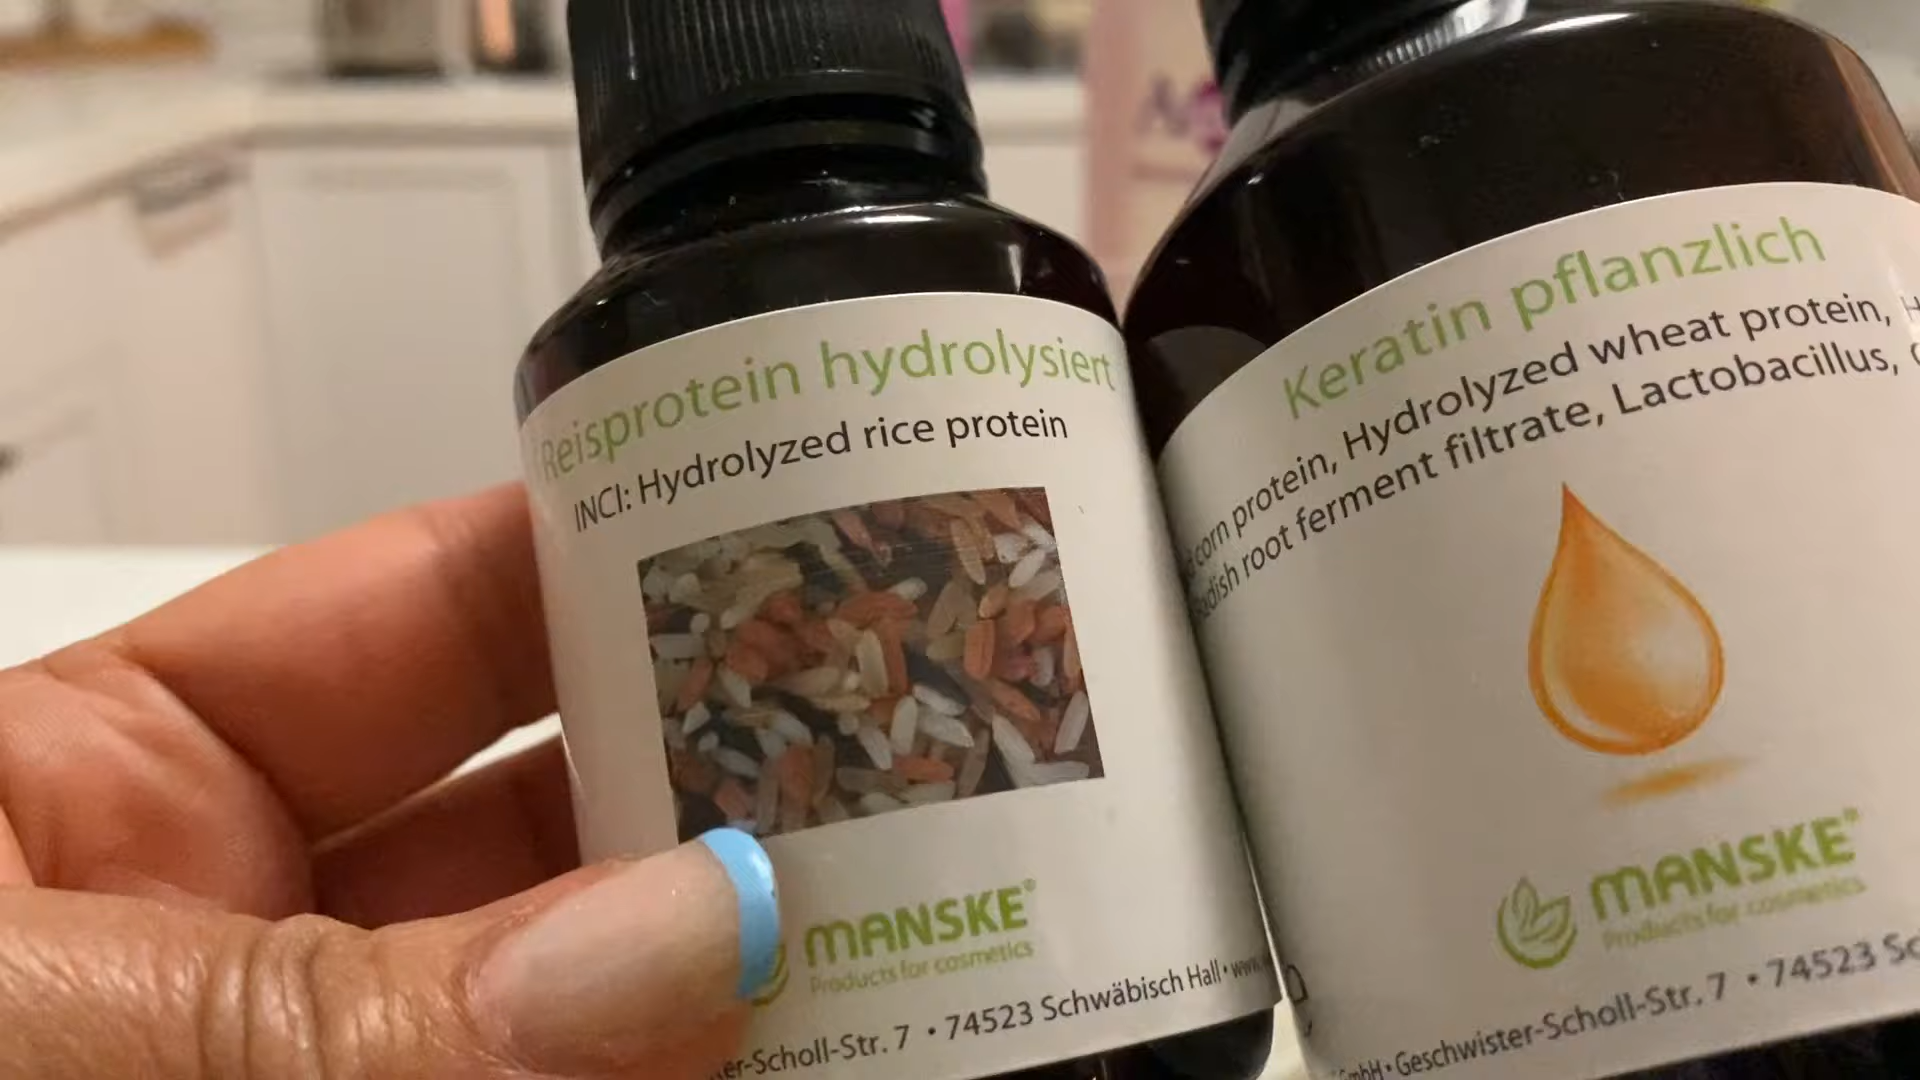 Reisprotein hydrolysiert
INCI: Hydrolyzed rice protein
MANSKE®
Products for cosmetics
er-Scholl-Str. 7 • 74523 Schwäbisch Hall • www.
Keratin pflanzlich
corn protein, Hydrolyzed wheat protein, H
adish root ferment filtrate, Lactobacillus,
MANSKE®
Products for cosmetics
GmbH • Geschwister-Scholl-Str. 7 • 74523 Sc